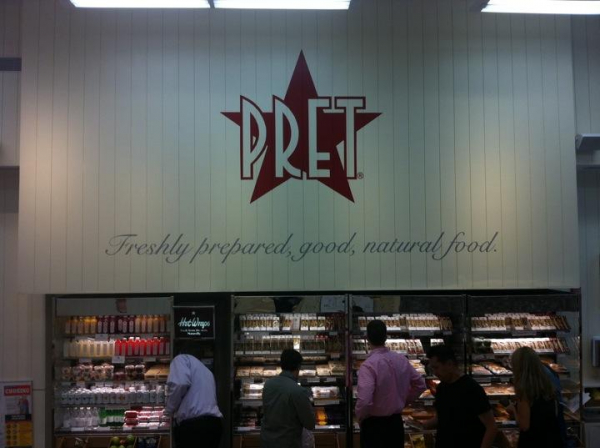 PRET®
Freshly prepared, good, natural food.
Hot Wraps